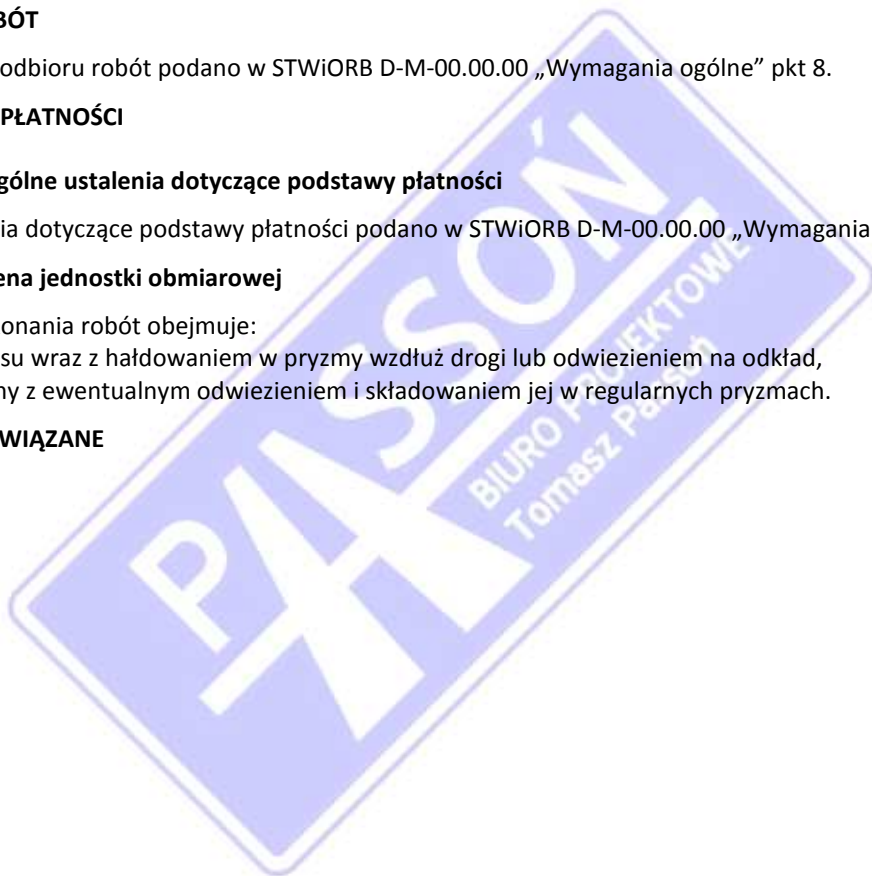 BÓT
odbioru robót podano w STWiORB D-M-00.00.00 „Wymagania ogólne” pkt 8.
PŁATNOŚCI
gólne ustalenia dotyczące podstawy płatności
ia dotyczące podstawy płatności podano w STWiORB D-M-00.00.00 „Wymagania
ena jednostki obmiarowej
onania robót obejmuje:
su wraz z hałdowaniem w pryzmy wzdłuż drogi lub odwiezieniem na odkład,
ny z ewentualnym odwiezieniem i składowaniem jej w regularnych pryzmach.
WIĄZANE
PASSOŃ
BIURO PROJEKTOWE
Tomasz Passoń